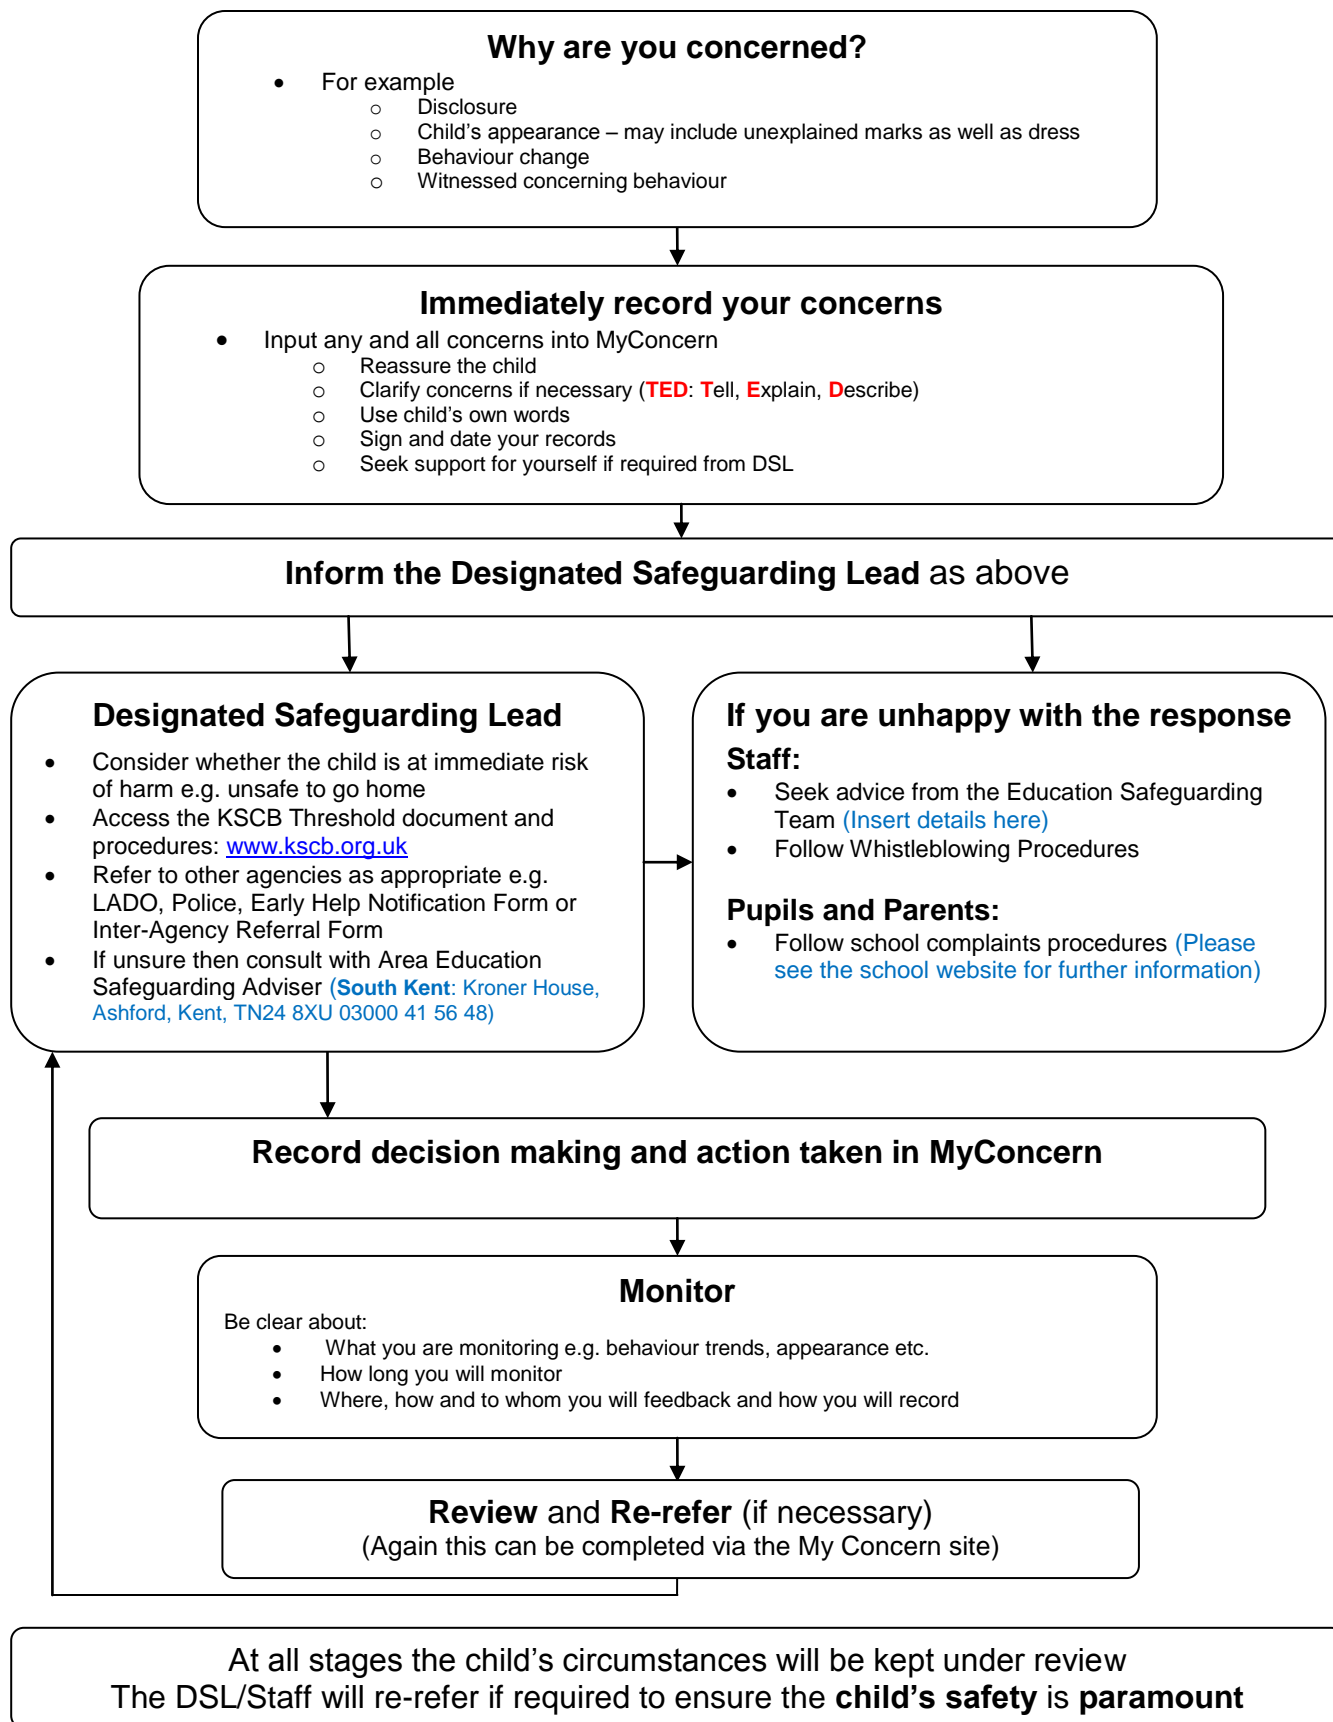 Why are you concerned?
• For example
o Disclosure
o Child’s appearance – may include unexplained marks as well as dress
o Behaviour change
o Witnessed concerning behaviour
Immediately record your concerns
• Input any and all concerns into MyConcern
o Reassure the child
o Clarify concerns if necessary (TED: Tell, Explain, Describe)
o Use child’s own words
o Sign and date your records
o Seek support for yourself if required from DSL
Inform the Designated Safeguarding Lead as above
Designated Safeguarding Lead
• Consider whether the child is at immediate risk
of harm e.g. unsafe to go home
• Access the KSCB Threshold document and
procedures: www.kscb.org.uk
• Refer to other agencies as appropriate e.g.
LADO, Police, Early Help Notification Form or
Inter-Agency Referral Form
• If unsure then consult with Area Education
Safeguarding Adviser (South Kent: Kroner House,
Ashford, Kent, TN24 8XU 03000 41 56 48)
If you are unhappy with the response
Staff:
• Seek advice from the Education Safeguarding
Team (Insert details here)
• Follow Whistleblowing Procedures
Pupils and Parents:
• Follow school complaints procedures (Please
see the school website for further information)
Record decision making and action taken in MyConcern
Monitor
Be clear about:
• What you are monitoring e.g. behaviour trends, appearance etc.
• How long you will monitor
• Where, how and to whom you will feedback and how you will record
Review and Re-refer (if necessary)
(Again this can be completed via the My Concern site)
At all stages the child’s circumstances will be kept under review
The DSL/Staff will re-refer if required to ensure the child’s safety is paramount